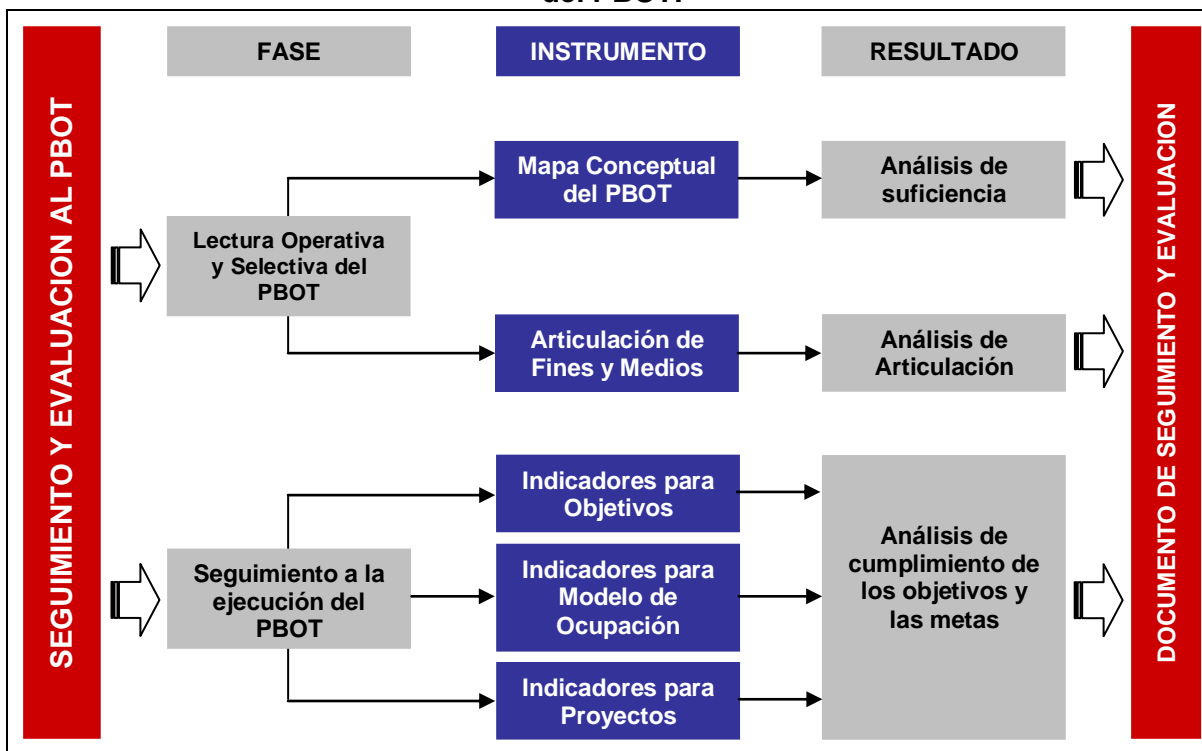 del PBOT.
FASE
INSTRUMENTO
RESULTADO
SEGUIMIENTO Y EVALUACION AL PBOT
Lectura Operativa
y Selectiva del
PBOT
Mapa Conceptual
del PBOT
Análisis de
suficiencia
Articulación de
Fines y Medios
Análisis de
Articulación
Seguimiento a la
ejecución del
PBOT
Indicadores para
Objetivos
Indicadores para
Modelo de
Ocupación
Indicadores para
Proyectos
Análisis de
cumplimiento de
los objetivos y
las metas
DOCUMENTO DE SEGUIMIENTO Y EVALUACION